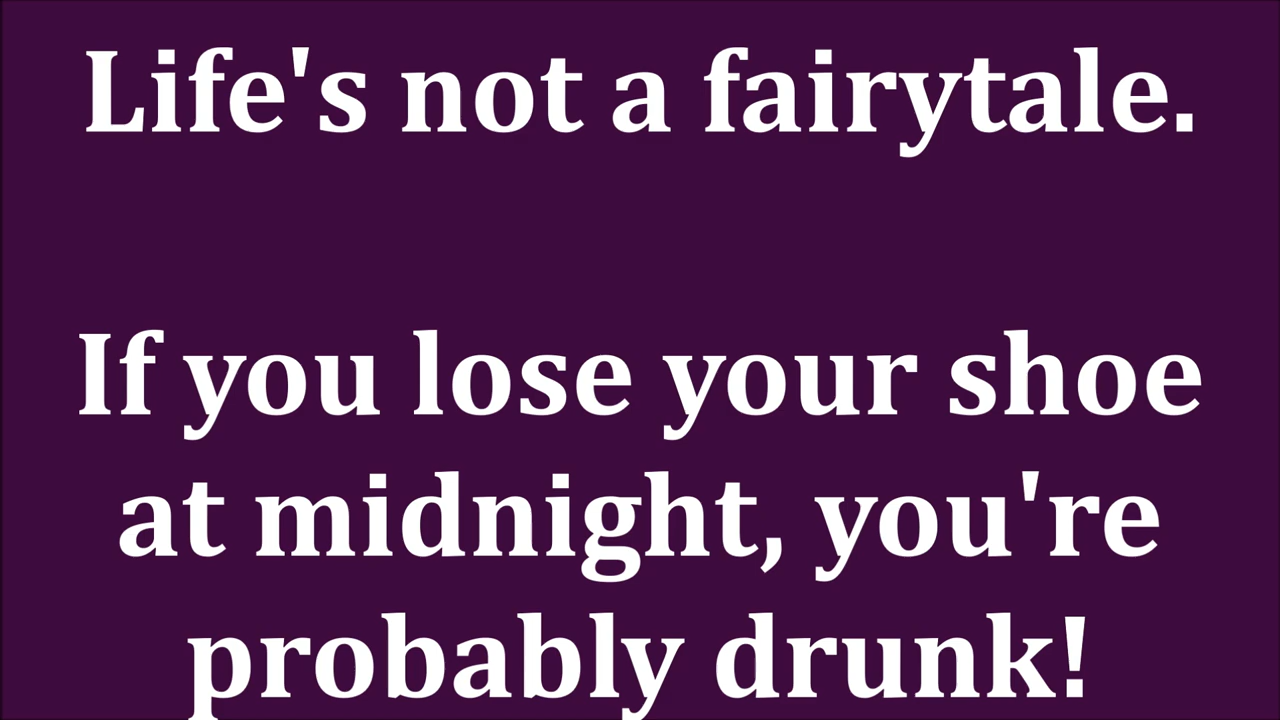 Life's not a fairytale.
If you lose your shoe
at midnight, you're
probably drunk!